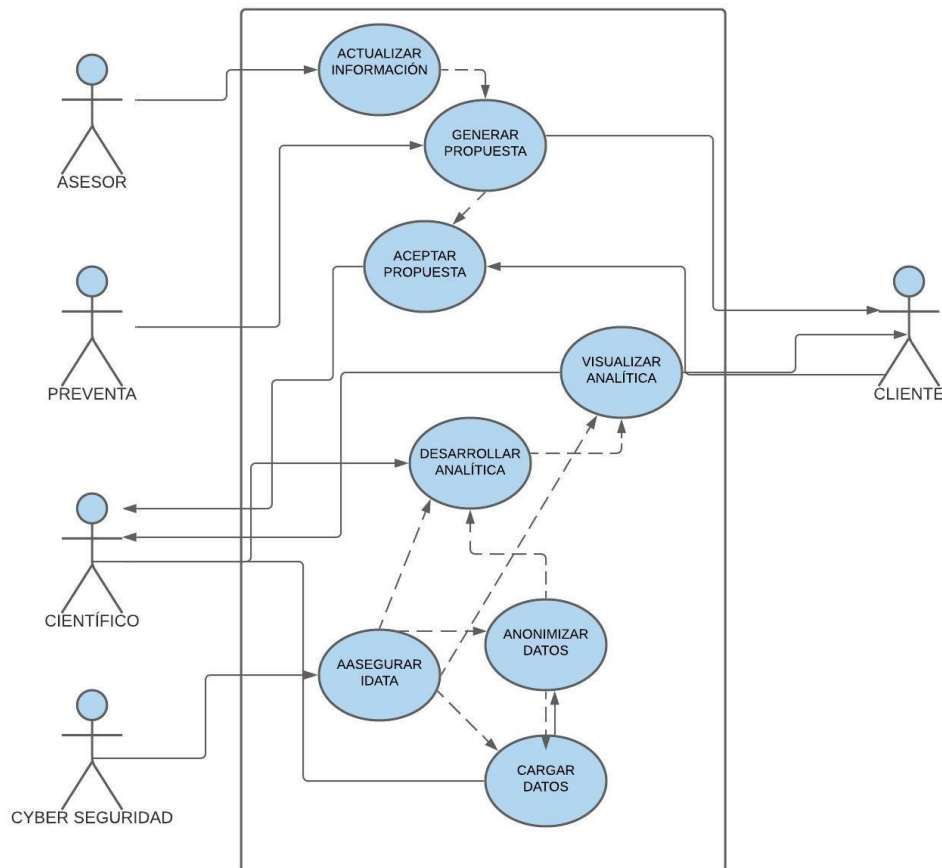 ACTUALIZAR
INFORMACIÓN
GENERAR
PROPUESTA
ASESOR
ACEPTAR
PROPUESTA
VISUALIZAR
ANALÍTICA
PREVENTA
CLIENTE
DESARROLLAR
ANALÍTICA
CIENTÍFICO
ANONIMIZAR
DATOS
AASEGURAR
IDATA
CARGAR
DATOS
CYBER SEGURIDAD